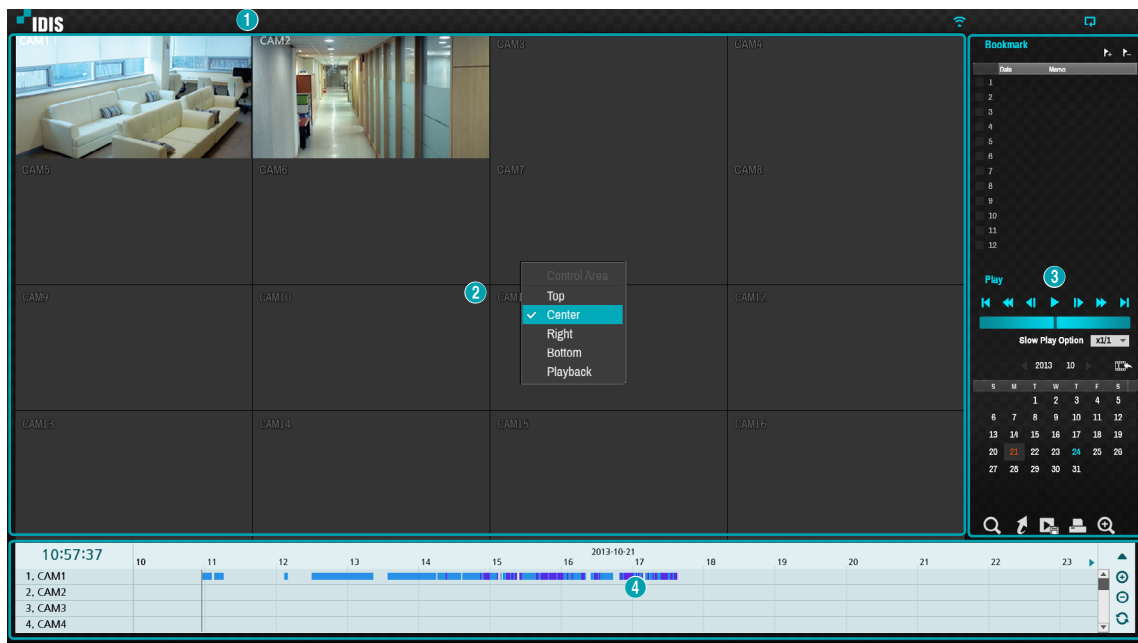 IDIS
1
CAM1
CAM2
CAM3
CAM4
CAM5
CAM6
CAM7
CAM8
CAM9
CAM10
CAM1
CAM12
CAM13
CAM14
CAM15
CAM16
2
Control Area
Top
Center
Right
Bottom
Playback
Bookmark
Date Memo
1
2
3
4
5
6
7
8
9
10
11
12
Play
3
Slow Play Option x1/1
2013 10
S M T W T F S
1 2 3 4 5
6 7 8 9 10 11 12
13 14 15 16 17 18 19
20 21 22 23 24 25 26
27 28 29 30 31
10:57:37
2013-10-21
10 11 12 13 14 15 16 17 18 19 20 21 22 23
1, CAM1
2, CAM2
3, CAM3
4, CAM4
4